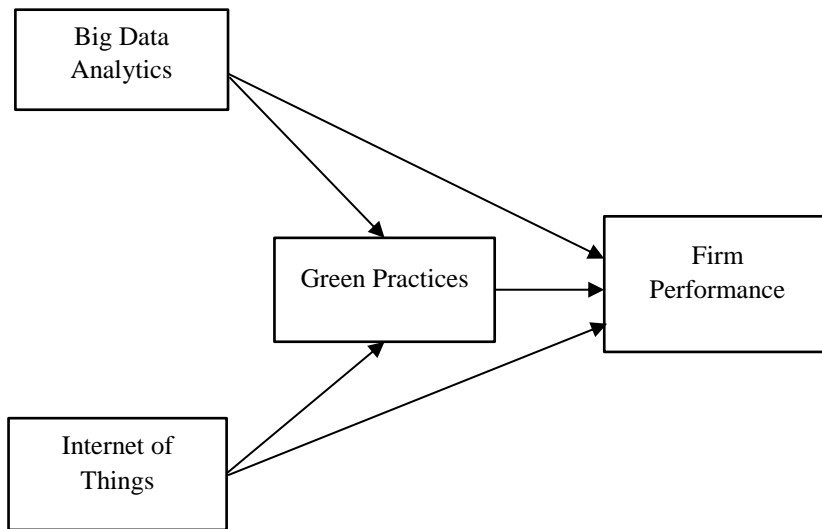 Big Data
Analytics
Green Practices
Firm
Performance
Internet of
Things